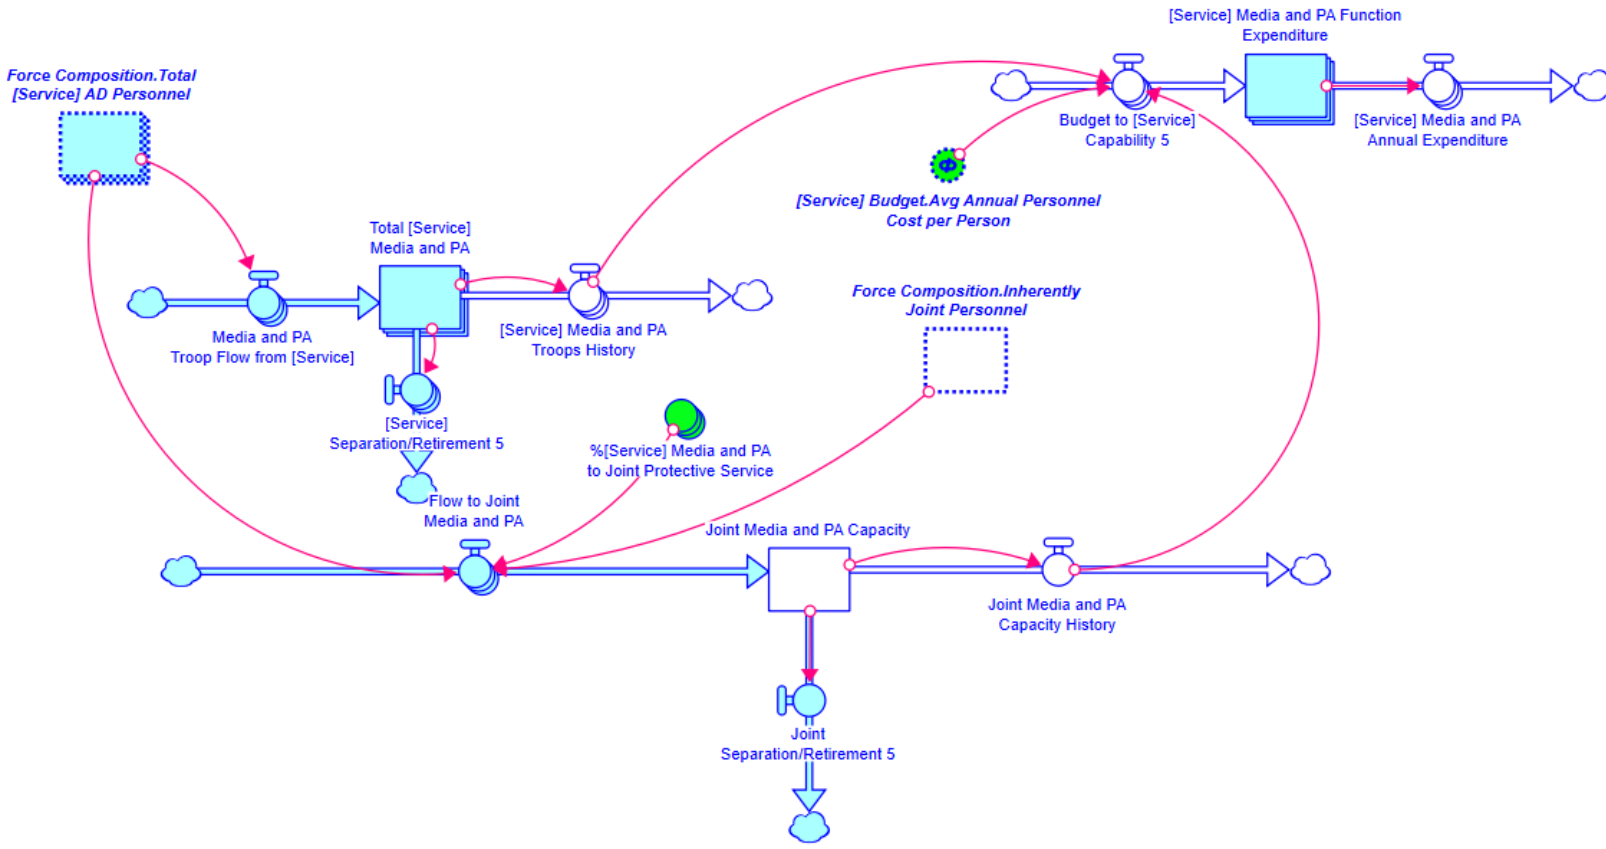 [Service] Media and PA Function
Expenditure
Force Composition.Total
[Service] AD Personnel
Budget to [Service]
Capability 5
[Service] Media and PA
Annual Expenditure
[Service] Budget.Avg Annual Personnel
Cost per Person
Total [Service]
Media and PA
Force Composition.Inherently
Joint Personnel
Media and PA
Troop Flow from [Service]
[Service] Media and PA
Troops History
[Service]
Separation/Retirement 5
%[Service] Media and PA
to Joint Protective Service
Flow to Joint
Media and PA
Joint Media and PA Capacity
Joint Media and PA
Capacity History
Joint
Separation/Retirement 5